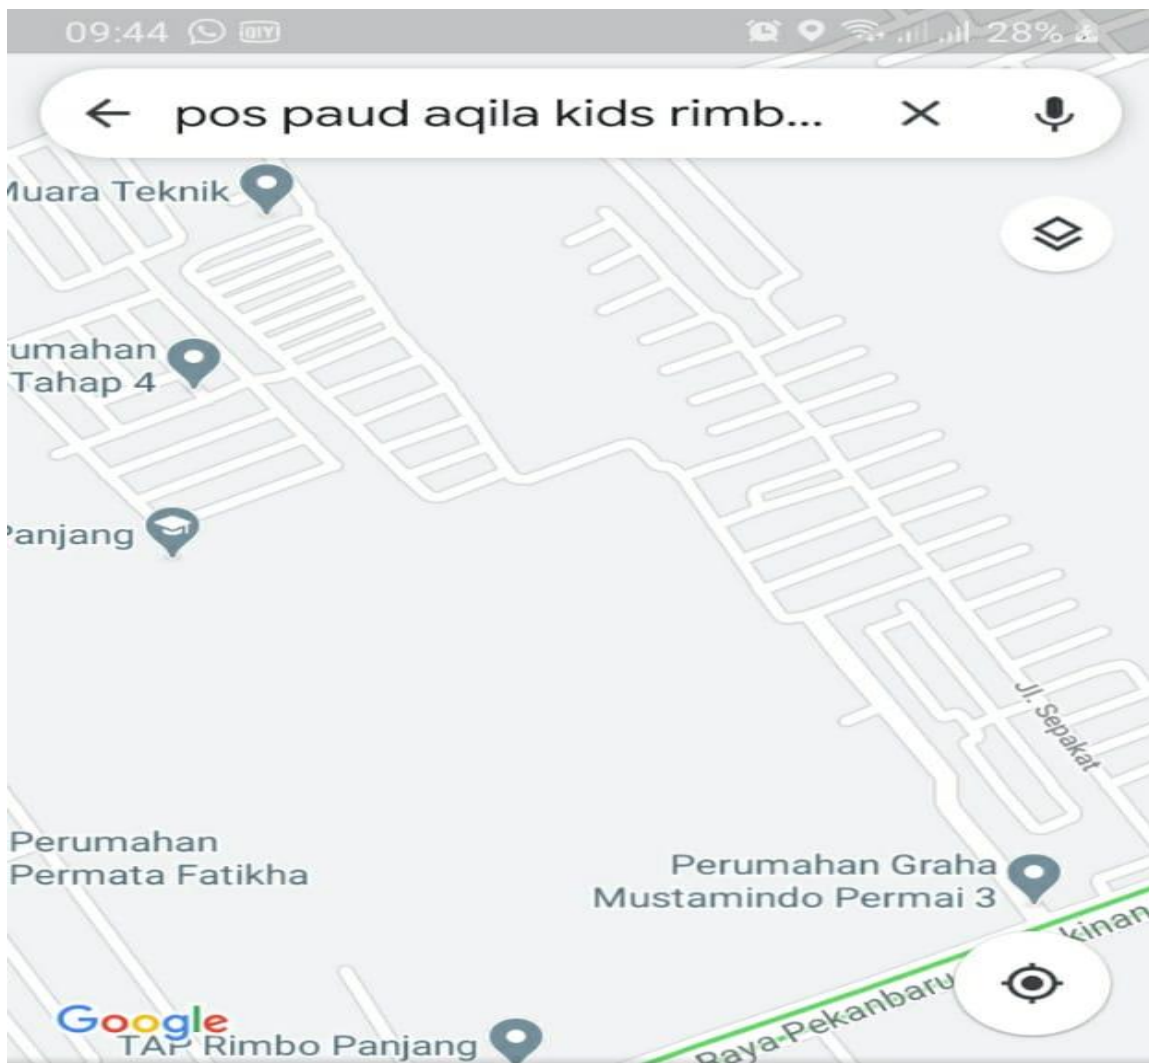 09:44 28%
pos paud aqila kids rimb...
Muara Teknik
umahan
Tahap 4
Panjang
Jl. Sepakat
Perumahan
Permata Fatikha
Perumahan Graha
Mustamindo Permai 3
Raya-Pekanbaru kinan
Google
TAP Rimbo Panjang